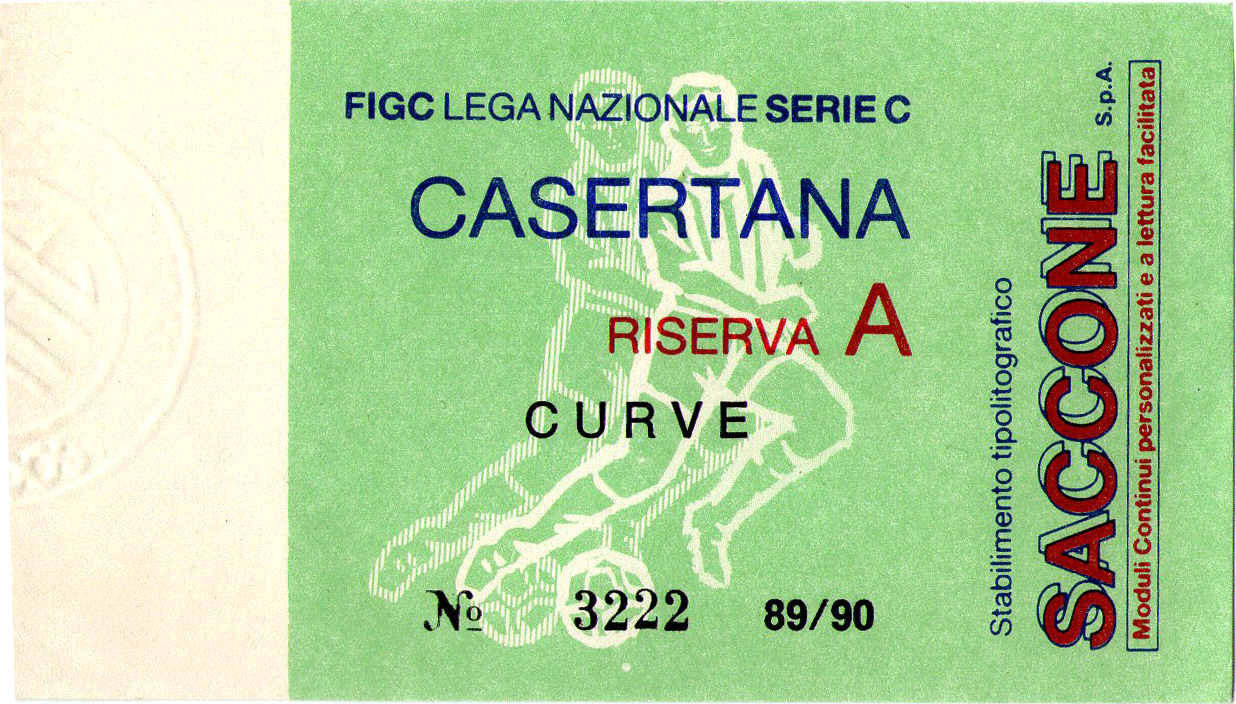 FIGC LEGA NAZIONALE SERIE C
CASERTANA
RISERVA A
CURVE
No 3222 89/90
Stabilimento tipolitografico
SACCONE S.p.A.
Moduli Continui personalizzati e a lettura facilitata